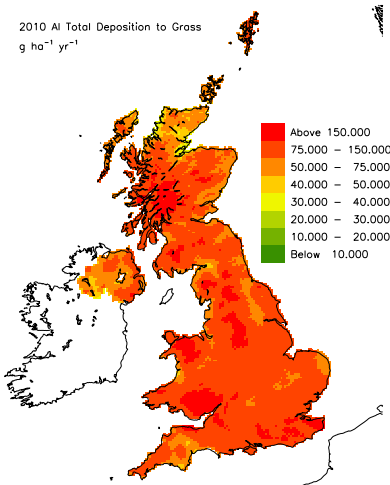 2010 Al Total Deposition to Grass
g ha⁻¹ yr⁻¹
Above 150.000
75.000 – 150.000
50.000 – 75.000
40.000 – 50.000
30.000 – 40.000
20.000 – 30.000
10.000 – 20.000
Below 10.000